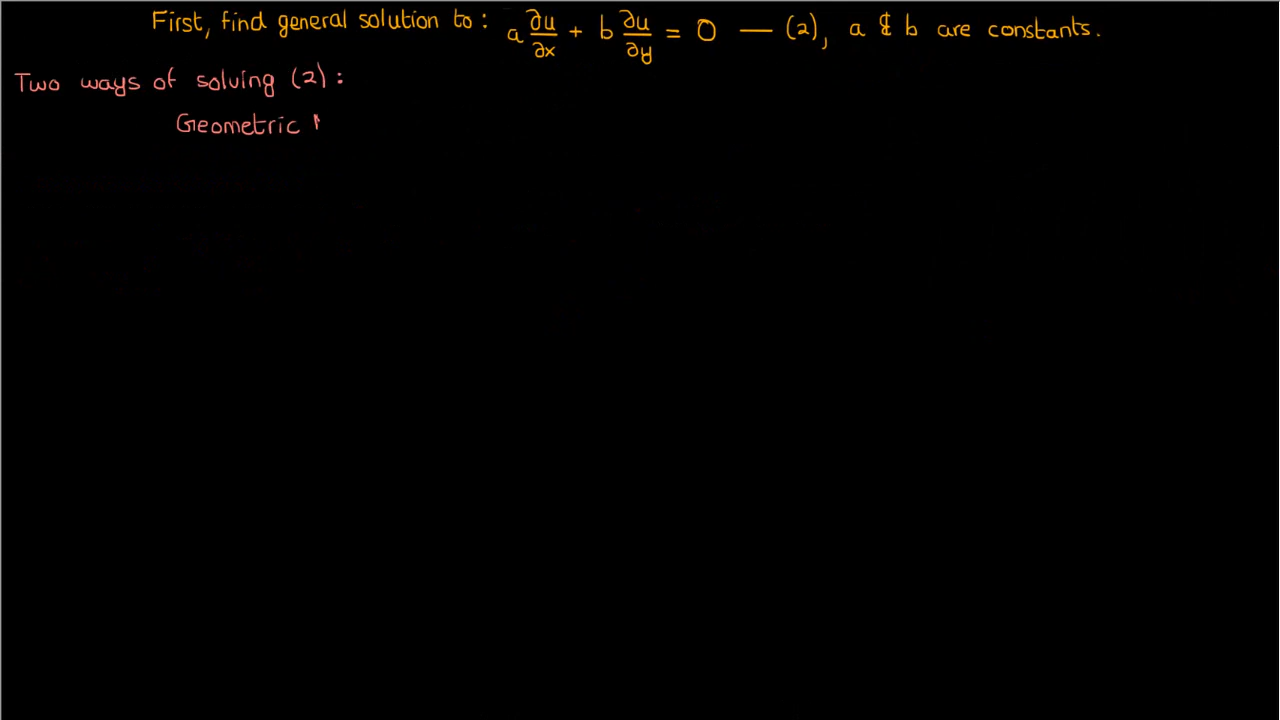 First, find general solution to: a ∂u/∂x + b ∂u/∂y = 0 — (2), a & b are constants.
Two ways of solving (2):
Geometric